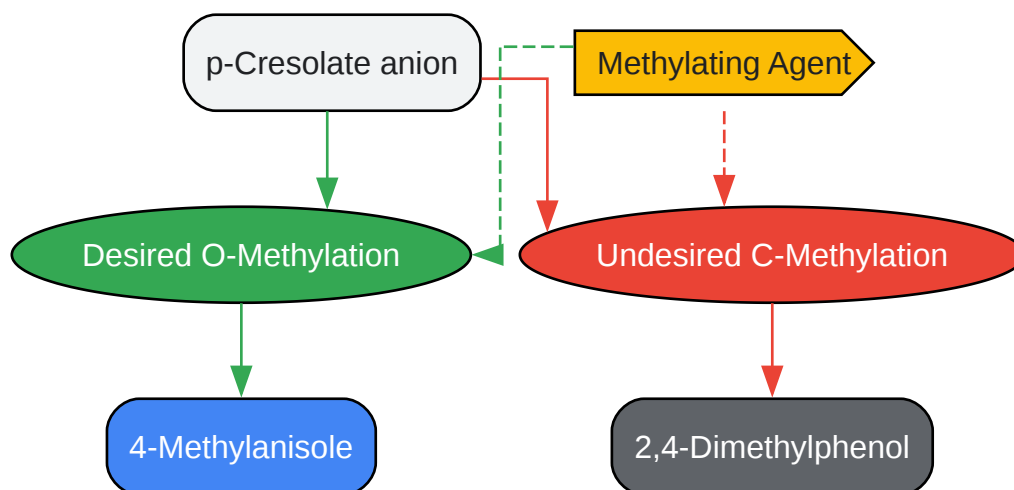 p-Cresolate anion
Methylating Agent
Desired O-Methylation
Undesired C-Methylation
4-Methylanisole
2,4-Dimethylphenol